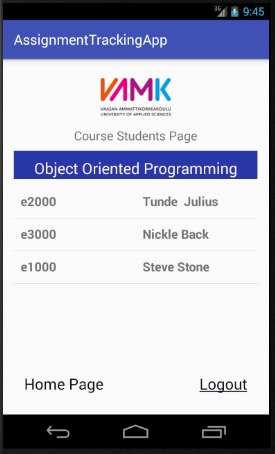 3G 9:45
AssignmentTrackingApp
VAMK
VAASAN AMMATTIKORKEAKOULU
UNIVERSITY OF APPLIED SCIENCES
Course Students Page
Object Oriented Programming
e2000 Tunde Julius
e3000 Nickle Back
e1000 Steve Stone
Home Page Logout